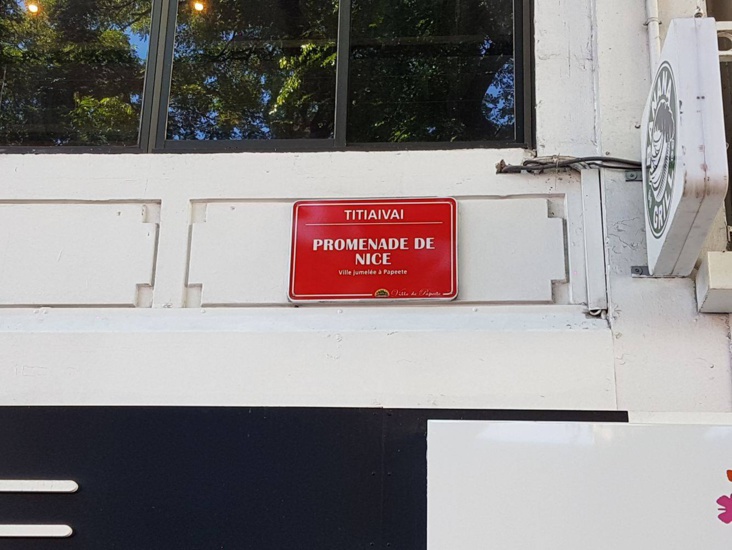 TITIAIVAI
PROMENADE DE
NICE
Ville jumelée à Papeete
Ville de Papeete